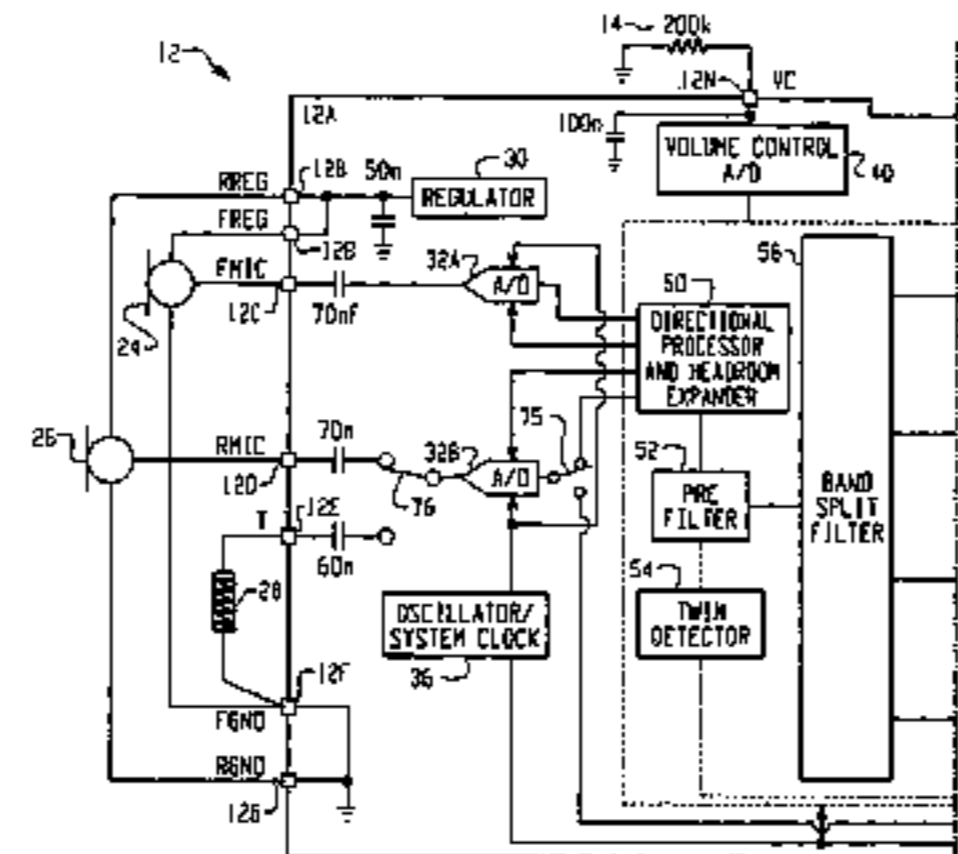 14 200k
12
12N VC
12A
100n
VOLUME CONTROL
A/D
40
RREG 12B 50n 30
REGULATOR
FREG
12B
56
FMIC 32A
A/D
50
12C 70nf
24
DIRECTIONAL
PROCESSOR
AND HEADROOM
EXPANDER
26 RMIC 70n 32B 75
A/D
12D 76
52
PRE
FILTER
BAND
SPLIT
FILTER
T 12E
60n
28
54
OSCILLATOR/
SYSTEM CLOCK
36
TWIN
DETECTOR
12F
FGND
RGND
12G